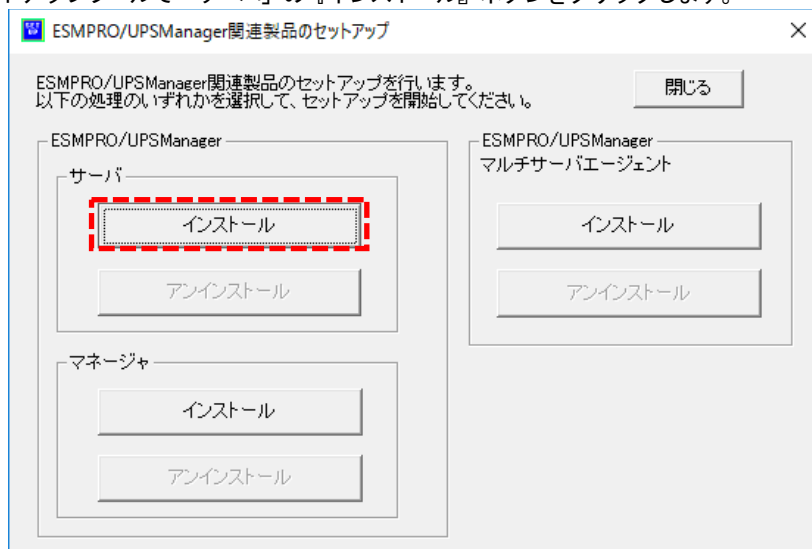 ESMPRO/UPSManager関連製品のセットアップ
ESMPRO/UPSManager関連製品のセットアップを行います。
以下の処理のいずれかを選択して、セットアップを開始してください。
閉じる
ESMPRO/UPSManager
サーバ
インストール
アンインストール
マネージャ
インストール
アンインストール
ESMPRO/UPSManager
マルチサーバエージェント
インストール
アンインストール